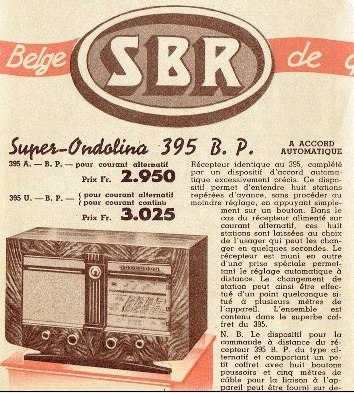 Belge
SBR
de
Super-Ondolina 395 B. P.
395 A. — B. P. — pour courant alternatif
Prix Fr. 2.950
395 U. — B. P. — { pour courant alternatif
{ pour courant continu
Prix Fr. 3.025
A ACCORD
AUTOMATIQUE
Récepteur identique au 395, complété
par un dispositif d'accord automa-
tique excessivement précis. Ce dispo-
sitif permet d'entendre huit stations
repérées d'avance, sans procéder au
moindre réglage, en appuyant simple-
ment sur un bouton. Dans le
cas du récepteur alimenté sur
courant alternatif, ces huit
stations sont laissées au choix
de l'usager qui peut les chan-
ger en quelques secondes. Le
récepteur est muni en outre
d'une prise spéciale permet-
tant le réglage automatique à
distance. Le changement de
station peut ainsi être effec-
tué d'un point quelconque si-
tué à plusieurs mètres de
l'appareil. L'ensemble est
contenu dans le superbe cof-
fret du 395.
N. B. Le dispositif pour la
commande à distance du ré-
cepteur 395 B. P. du type al-
ternatif et comportant un pe-
tit coffret avec huit boutons
poussoirs et cinq mètres de
câble pour la liaison à l'ap-
pareil peut être fourni sur de-